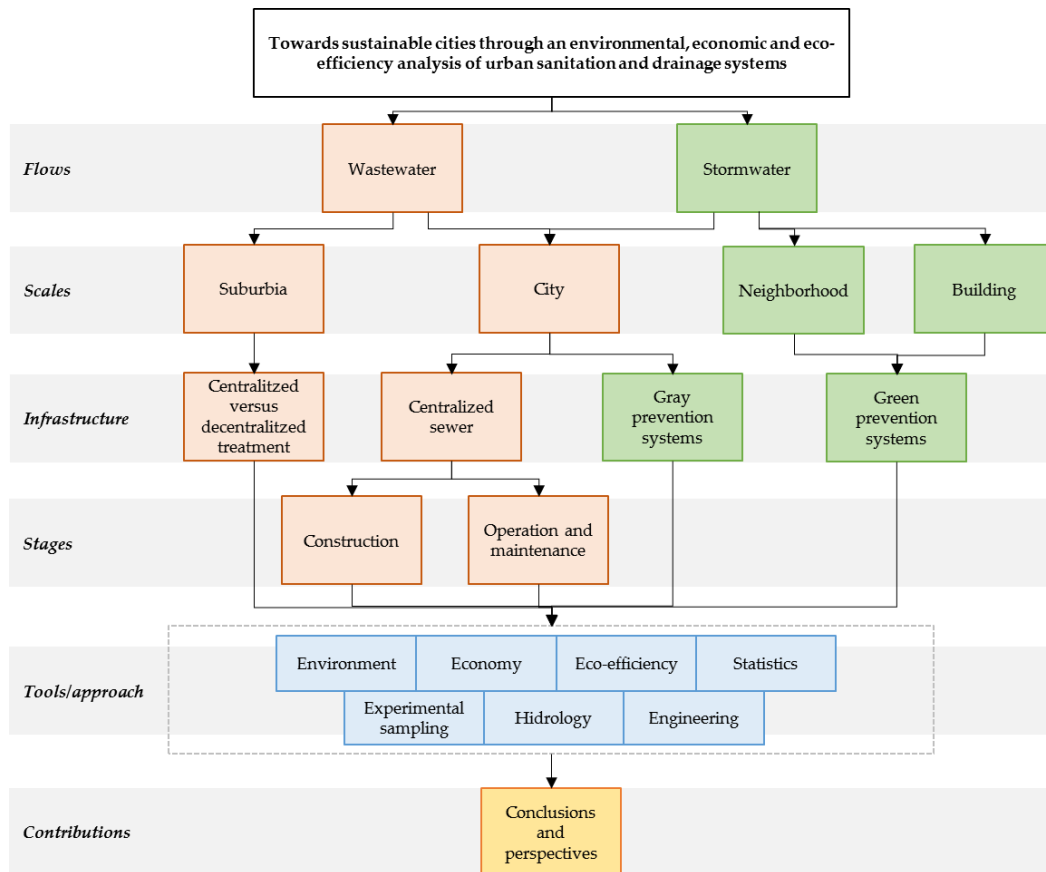 Towards sustainable cities through an environmental, economic and eco-
efficiency analysis of urban sanitation and drainage systems
Flows
Wastewater
Stormwater
Scales
Suburbia
City
Neighborhood
Building
Infrastructure
Centralitzed
versus
decentralitzed
treatment
Centralized
sewer
Gray
prevention
systems
Green
prevention
systems
Stages
Construction
Operation and
maintenance
Tools/approach
Environment
Economy
Eco-efficiency
Statistics
Experimental
sampling
Hidrology
Engineering
Contributions
Conclusions
and
perspectives